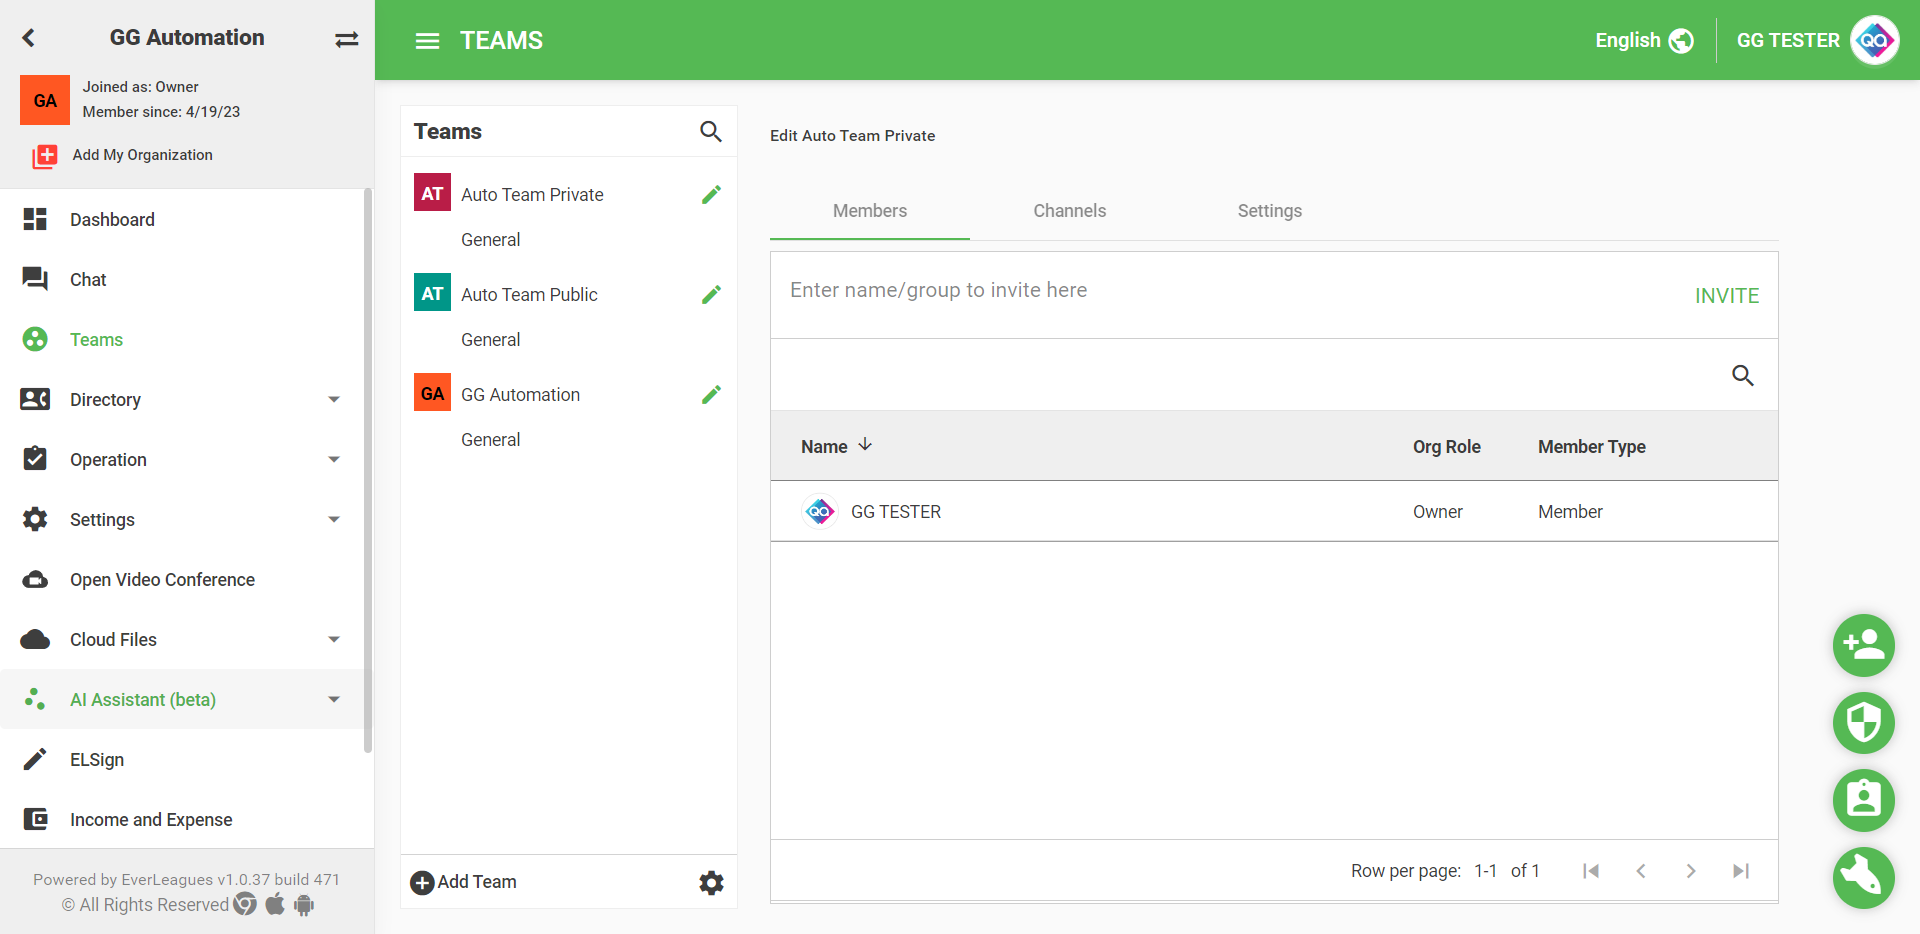 GG Automation
GA
Joined as: Owner
Member since: 4/19/23
Add My Organization
Dashboard
Chat
Teams
Directory
Operation
Settings
Open Video Conference
Cloud Files
AI Assistant (beta)
ELSign
Income and Expense
Powered by EverLeagues v1.0.37 build 471
© All Rights Reserved
TEAMS
English
GG TESTER
QA
Teams
AT Auto Team Private
General
AT Auto Team Public
General
GA GG Automation
General
Add Team
Edit Auto Team Private
Members Channels Settings
Enter name/group to invite here
INVITE
Name Org Role Member Type
QA GG TESTER Owner Member
Row per page: 1-1 of 1